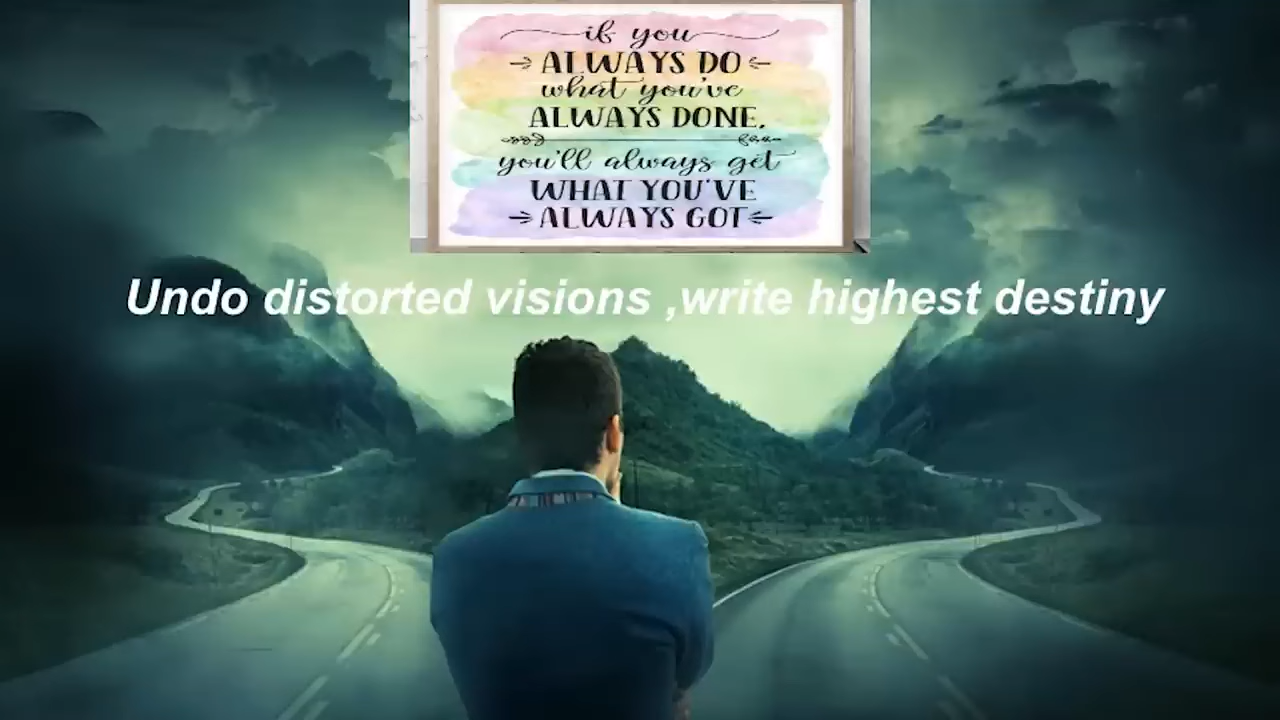 if you
ALWAYS DO
what you've
ALWAYS DONE,
you'll always get
WHAT YOU'VE
ALWAYS GOT
Undo distorted visions ,write highest destiny